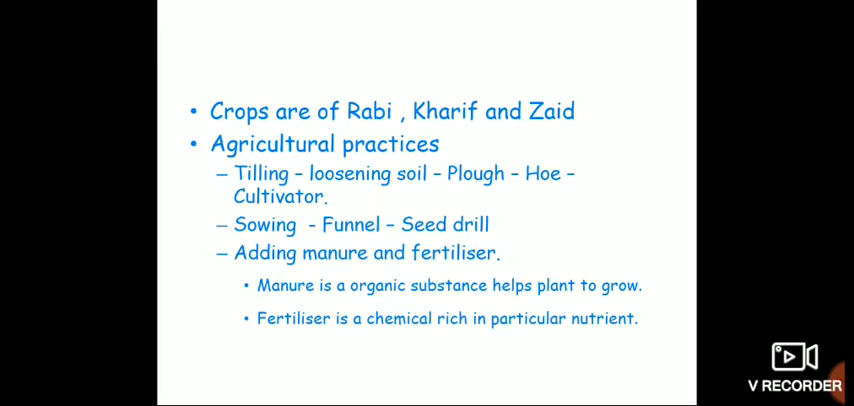 • Crops are of Rabi , Kharif and Zaid
• Agricultural practices
– Tilling – loosening soil – Plough – Hoe –
Cultivator.
– Sowing - Funnel – Seed drill
– Adding manure and fertiliser.
• Manure is a organic substance helps plant to grow.
• Fertiliser is a chemical rich in particular nutrient.
V RECORDER